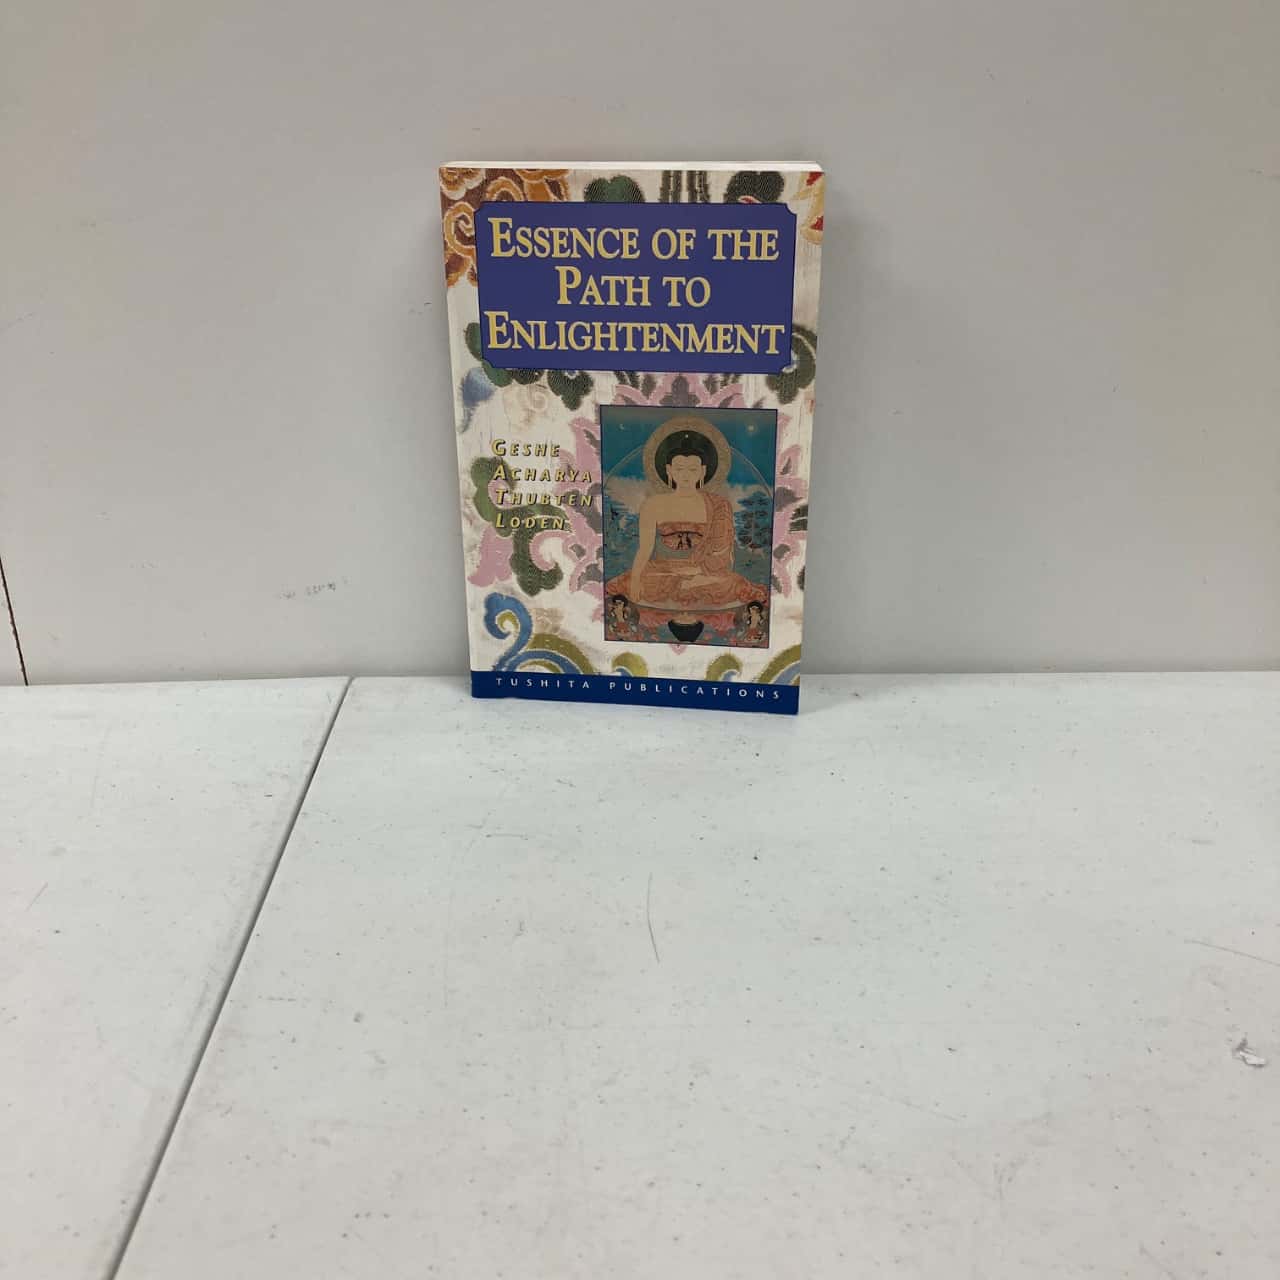 ESSENCE OF THE
PATH TO
ENLIGHTENMENT
GESHE
ACHARYA
THUBTEN
LODEN
TUSHITA PUBLICATIONS